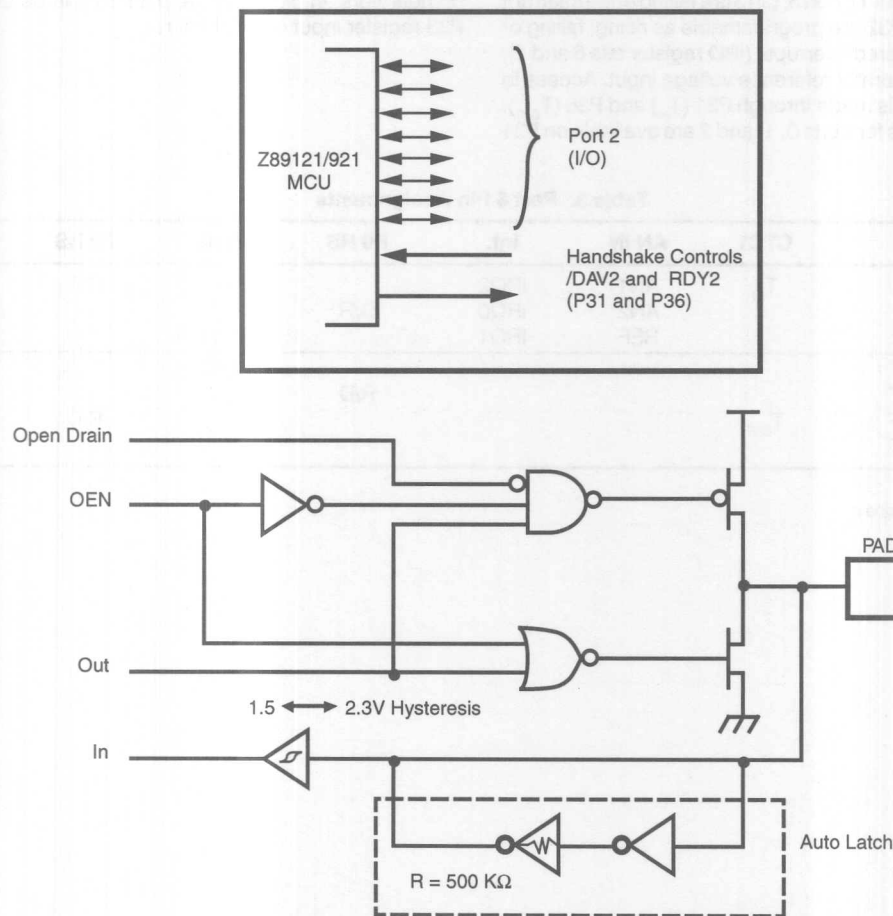 Z89121/921
MCU
Port 2
(I/O)
Handshake Controls
/DAV2 and RDY2
(P31 and P36)
Open Drain
OEN
PAD
Out
1.5
2.3V Hysteresis
In
Auto Latch
R = 500 KΩ